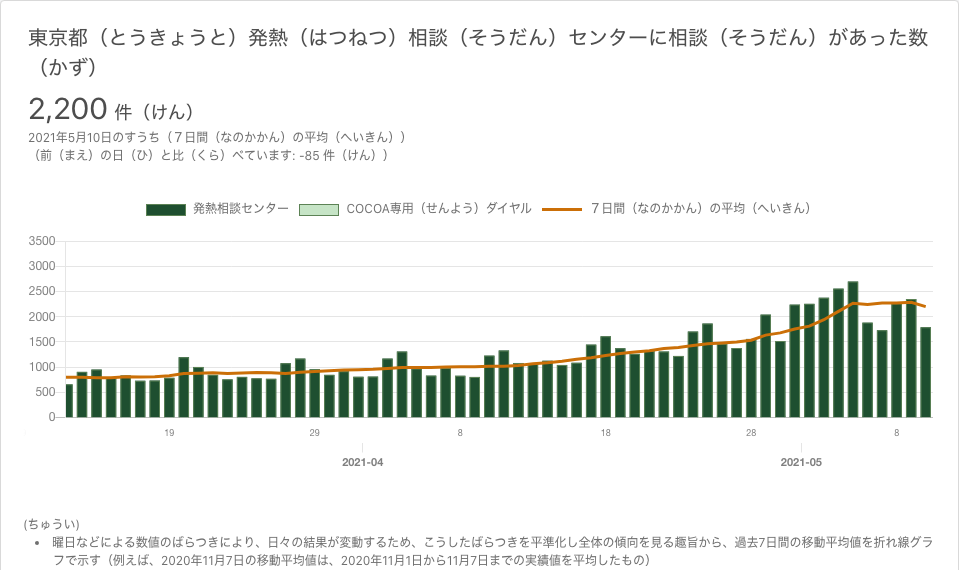 東京都（とうきょうと）発熱（はつねつ）相談（そうだん）センターに相談（そうだん）があった数
（かず）
2,200 件（けん）
2021年5月10日のすうち（７日間（なのかかん）の平均（へいきん））
（前（まえ）の日（ひ）と比（くら）べています: -85 件（けん））
発熱相談センター COCOA専用（せんよう）ダイヤル ７日間（なのかかん）の平均（へいきん）
3500
3000
2500
2000
1500
1000
500
0
19 29 8 18 28 8
2021-04 2021-05
(ちゅうい)
• 曜日などによる数値のばらつきにより、日々の結果が変動するため、こうしたばらつきを平準化し全体の傾向を見る趣旨から、過去7日間の移動平均値を折れ線グラ
フで示す（例えば、2020年11月7日の移動平均値は、2020年11月1日から11月7日までの実績値を平均したもの）